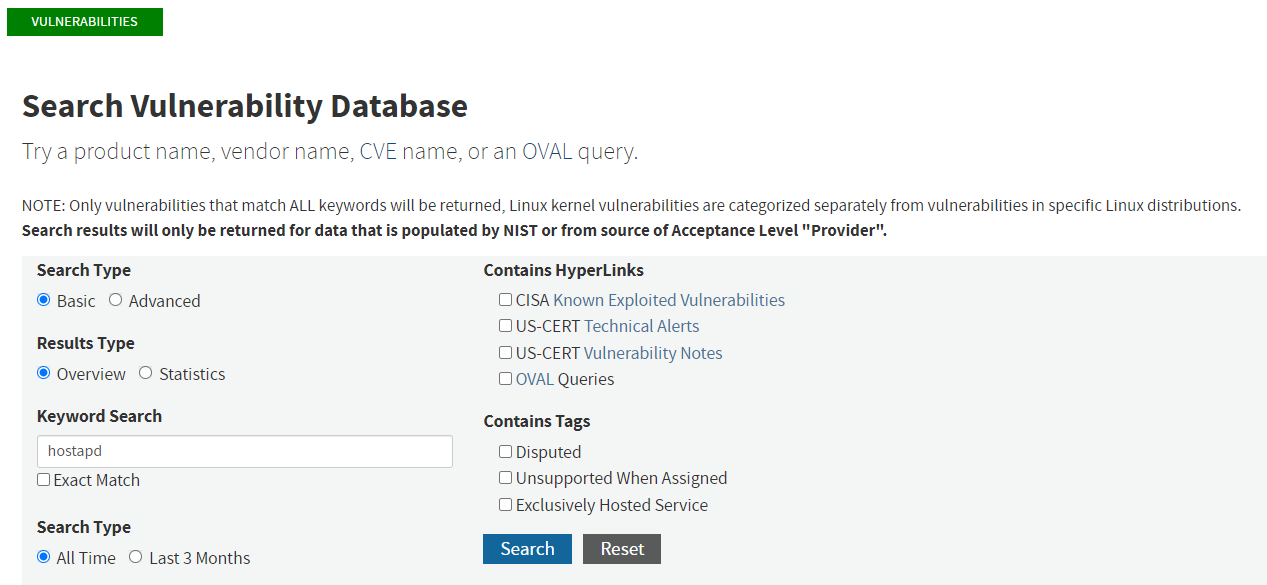 VULNERABILITIES
Search Vulnerability Database
Try a product name, vendor name, CVE name, or an OVAL query.
NOTE: Only vulnerabilities that match ALL keywords will be returned, Linux kernel vulnerabilities are categorized separately from vulnerabilities in specific Linux distributions.
Search results will only be returned for data that is populated by NIST or from source of Acceptance Level "Provider".
Search Type
Basic Advanced
Results Type
Overview Statistics
Keyword Search
hostapd
Exact Match
Search Type
All Time Last 3 Months
Contains HyperLinks
CISA Known Exploited Vulnerabilities
US-CERT Technical Alerts
US-CERT Vulnerability Notes
OVAL Queries
Contains Tags
Disputed
Unsupported When Assigned
Exclusively Hosted Service
Search Reset